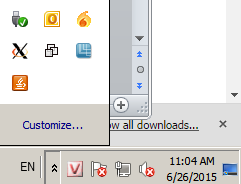 Customize...
ow all downloads...
EN
11:04 AM
6/26/2015